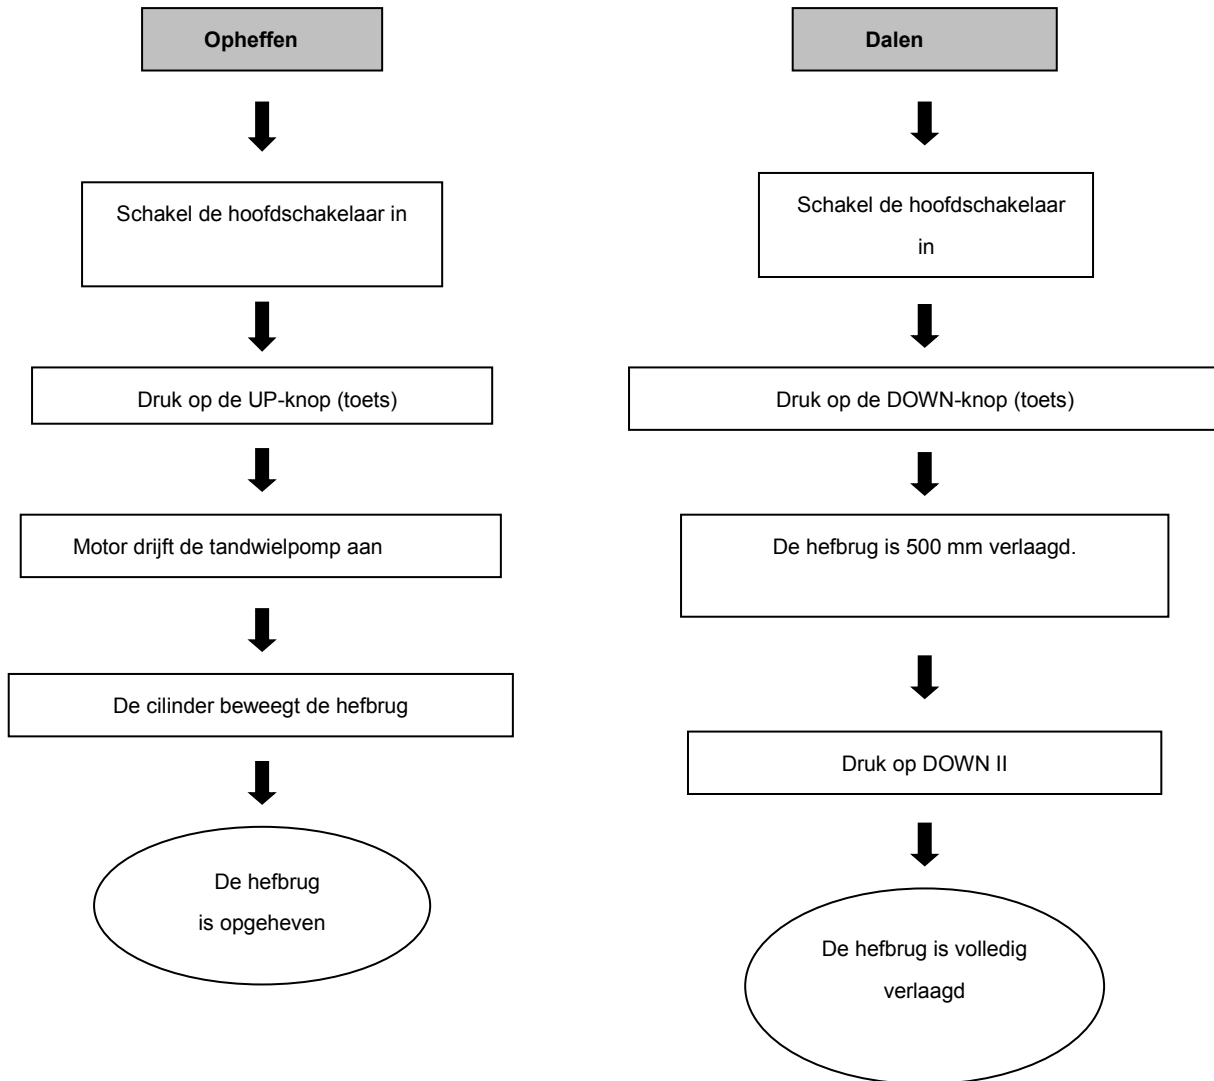 Opheffen
Schakel de hoofdschakelaar in
Druk op de UP-knop (toets)
Motor drijft de tandwielpomp aan
De cilinder beweegt de hefbrug
De hefbrug
is opgeheven
Dalen
Schakel de hoofdschakelaar
in
Druk op de DOWN-knop (toets)
De hefbrug is 500 mm verlaagd.
Druk op DOWN II
De hefbrug is volledig
verlaagd